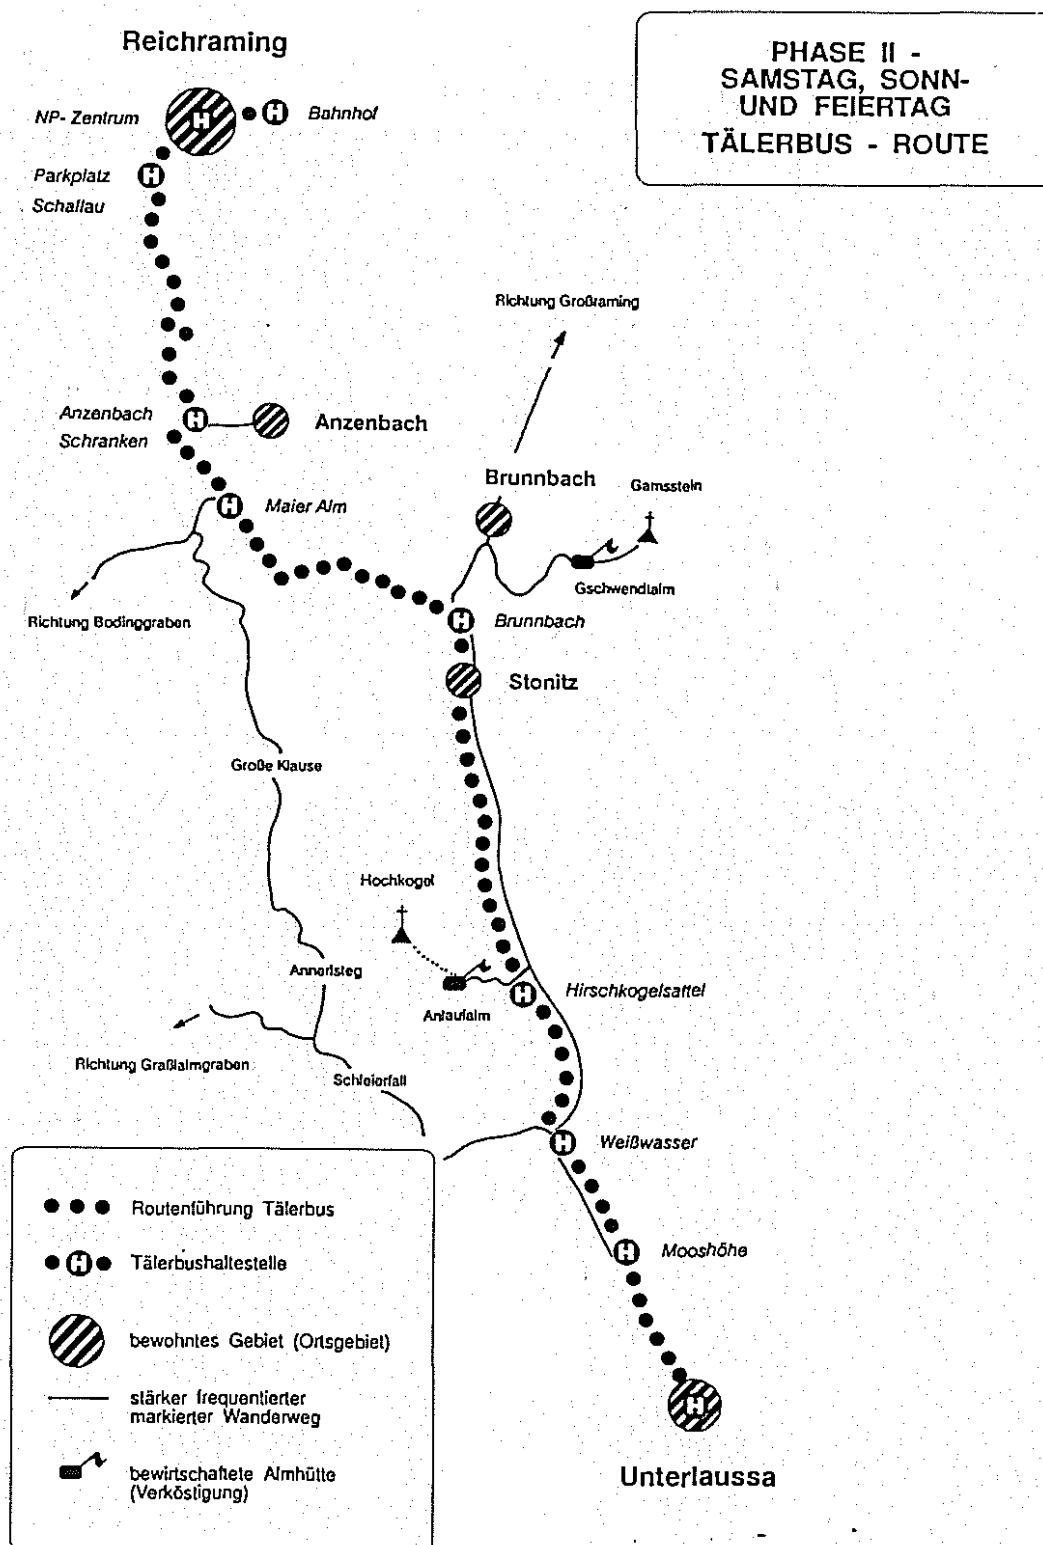 Reichraming
PHASE II -
SAMSTAG, SONN-
UND FEIERTAG
TÄLERBUS - ROUTE
NP- Zentrum
H
H
Bahnhof
Parkplatz
Schallau
H
Richtung Großraming
Anzenbach
Schranken
H
Anzenbach
Brunnbach
Gamsstein
H
Maier Alm
Gschwendtalm
Richtung Bodinggraben
H
Brunnbach
Stonitz
Große Klause
Hochkogel
Annerlsteg
H
Hirschkogelsattel
Anlaufalm
Richtung Graßlalmgraben
Schleierfall
H
Weißwasser
H
Mooshöhe
Routenführung Tälerbus
H
Tälerbushaltestelle
bewohntes Gebiet (Ortsgebiet)
stärker frequentierter
markierter Wanderweg
bewirtschaftete Almhütte
(Verköstigung)
H
Unterlaussa